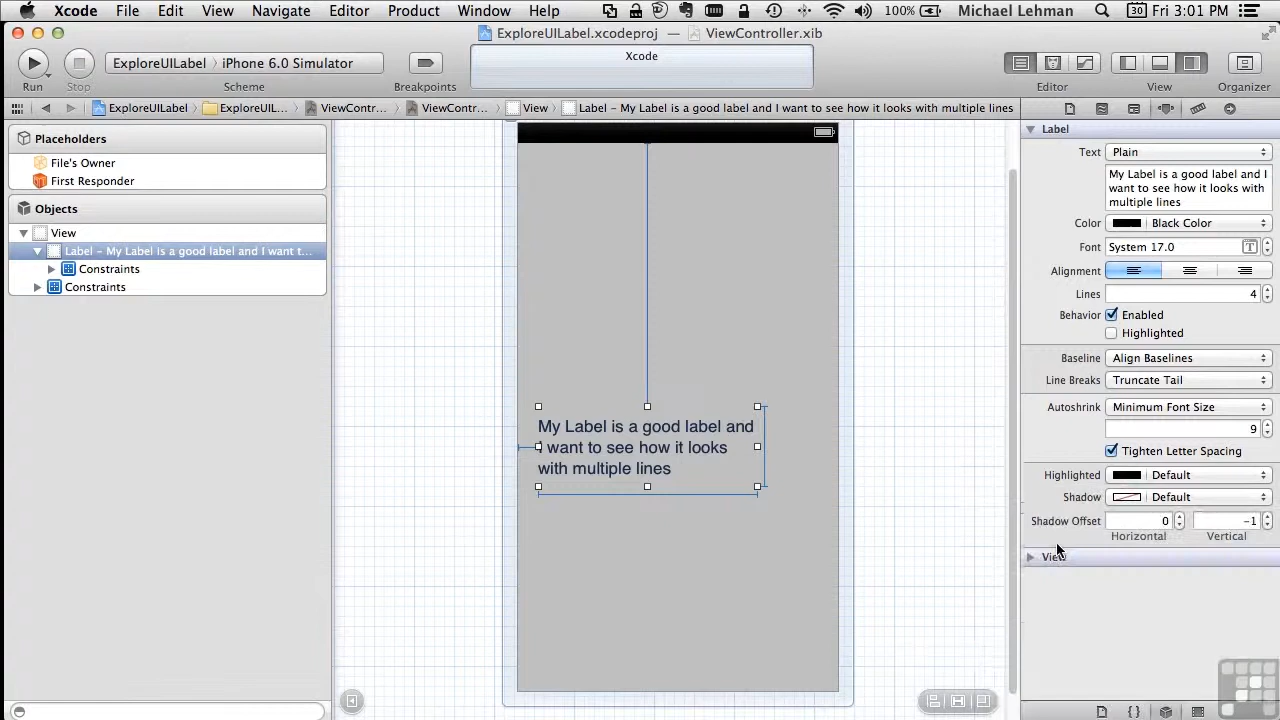 Xcode File Edit View Navigate Editor Product Window Help 100% Michael Lehman 30 Fri 3:01 PM
ExploreUILabel.xcodeproj — ViewController.xib
Run Stop
ExploreUILabel iPhone 6.0 Simulator
Scheme
Breakpoints
Xcode
Editor View Organizer
ExploreUILabel ExploreUIL... ViewContr... ViewContr... View Label – My Label is a good label and I want to see how it looks with multiple lines
Placeholders
File's Owner
First Responder
Objects
View
Label – My Label is a good label and I want t...
Constraints
Constraints
My Label is a good label and
I want to see how it looks
with multiple lines
Label
Text Plain
My Label is a good label and I
want to see how it looks with
multiple lines
Color Black Color
Font System 17.0 T
Alignment
Lines 4
Behavior Enabled
Highlighted
Baseline Align Baselines
Line Breaks Truncate Tail
Autoshrink Minimum Font Size
9
Tighten Letter Spacing
Highlighted Default
Shadow Default
Shadow Offset 0 -1
Horizontal Vertical
View